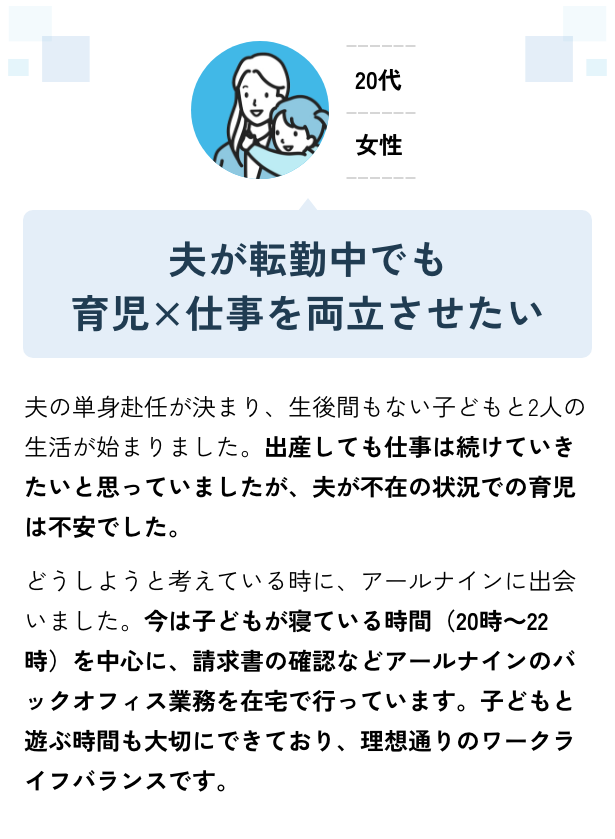 20代
女性
夫が転勤中でも
育児×仕事を両立させたい
夫の単身赴任が決まり、生後間もない子どもと2人の
生活が始まりました。出産しても仕事は続けていき
たいと思っていましたが、夫が不在の状況での育児
は不安でした。
どうしようと考えている時に、アールナインに出会
いました。今は子どもが寝ている時間（20時〜22
時）を中心に、請求書の確認などアールナインのバ
ックオフィス業務を在宅で行っています。子どもと
遊ぶ時間も大切にできており、理想通りのワークラ
イフバランスです。